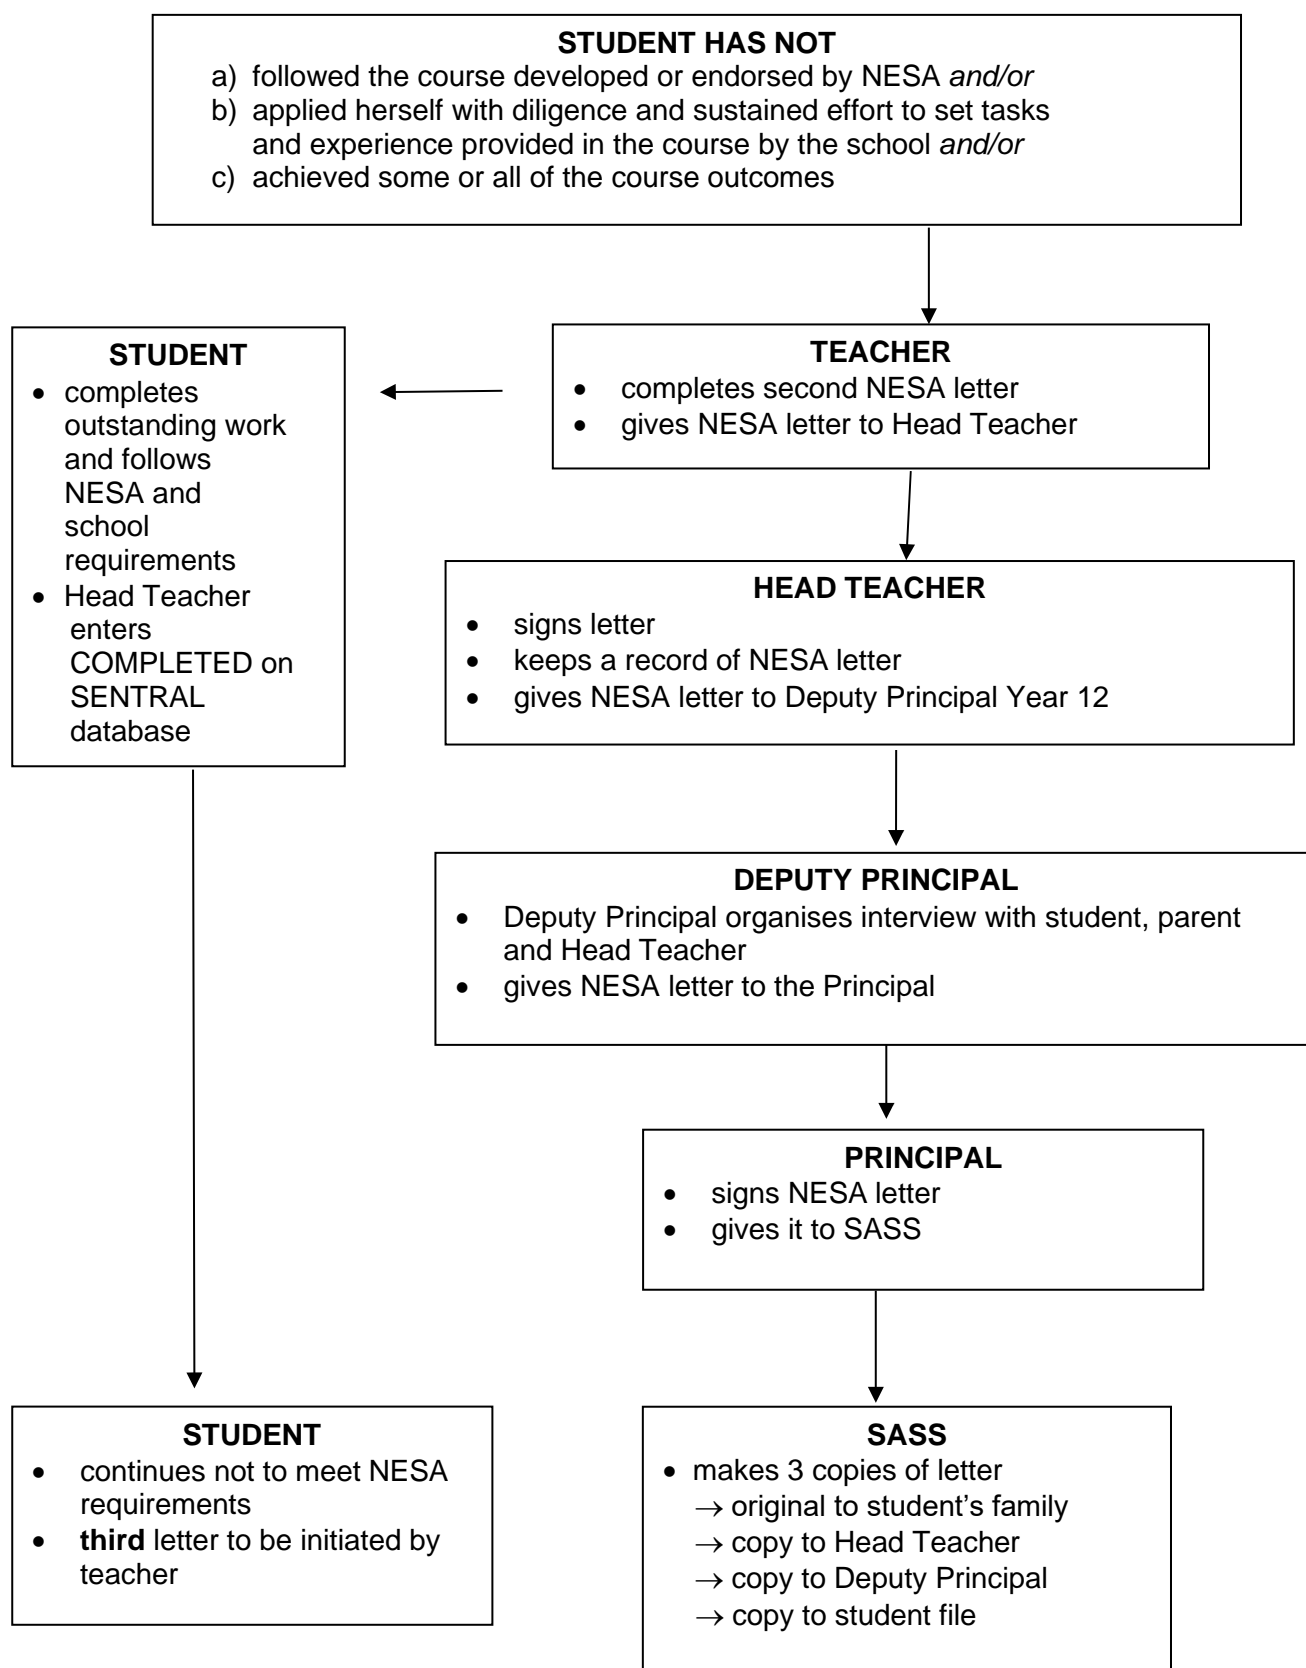 STUDENT HAS NOT
a) followed the course developed or endorsed by NESA and/or
b) applied herself with diligence and sustained effort to set tasks
and experience provided in the course by the school and/or
c) achieved some or all of the course outcomes
TEACHER
• completes second NESA letter
• gives NESA letter to Head Teacher
STUDENT
• completes
outstanding work
and follows
NESA and
school
requirements
• Head Teacher
enters
COMPLETED on
SENTRAL
database
HEAD TEACHER
• signs letter
• keeps a record of NESA letter
• gives NESA letter to Deputy Principal Year 12
DEPUTY PRINCIPAL
• Deputy Principal organises interview with student, parent
and Head Teacher
• gives NESA letter to the Principal
PRINCIPAL
• signs NESA letter
• gives it to SASS
STUDENT
• continues not to meet NESA
requirements
• third letter to be initiated by
teacher
SASS
• makes 3 copies of letter
→ original to student’s family
→ copy to Head Teacher
→ copy to Deputy Principal
→ copy to student file